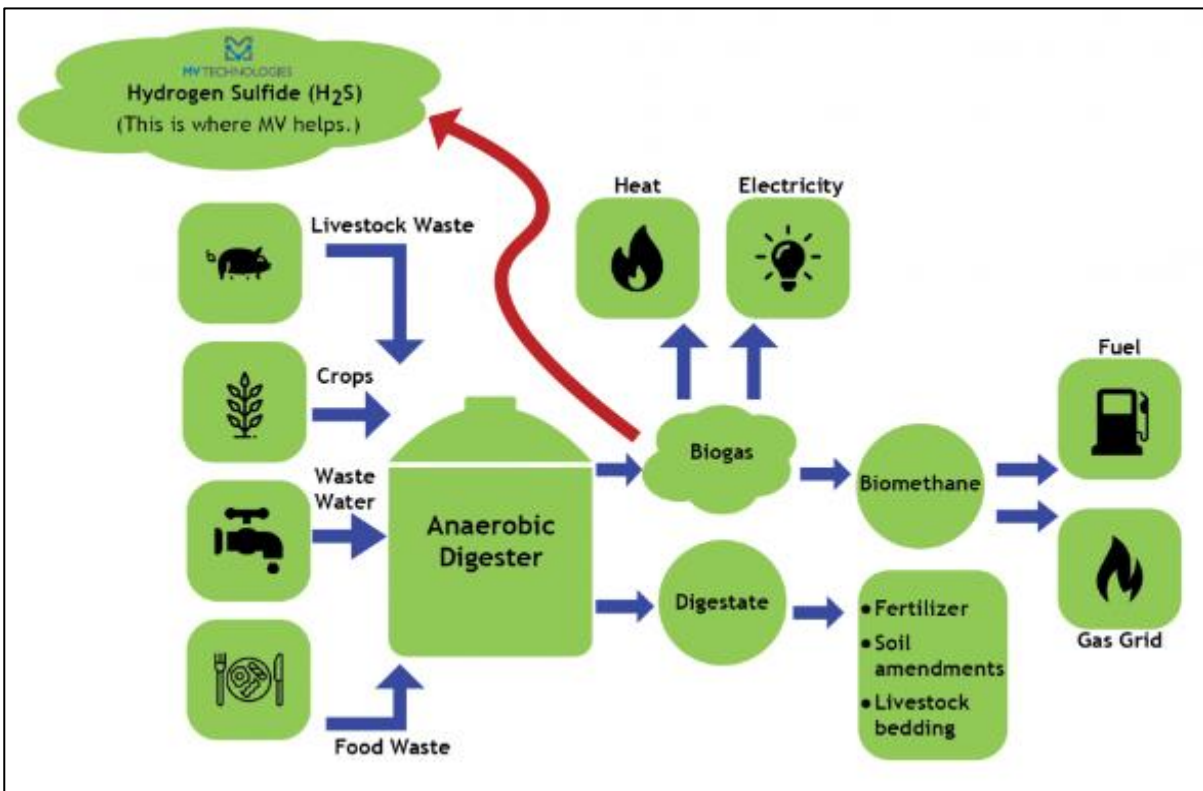 MV TECHNOLOGIES
Hydrogen Sulfide (H₂S)
(This is where MV helps.)
Heat
Electricity
Livestock Waste
Fuel
Crops
Biogas
Waste
Water
Biomethane
Anaerobic
Digester
Digestate
• Fertilizer
• Soil
amendments
• Livestock
bedding
Gas Grid
Food Waste